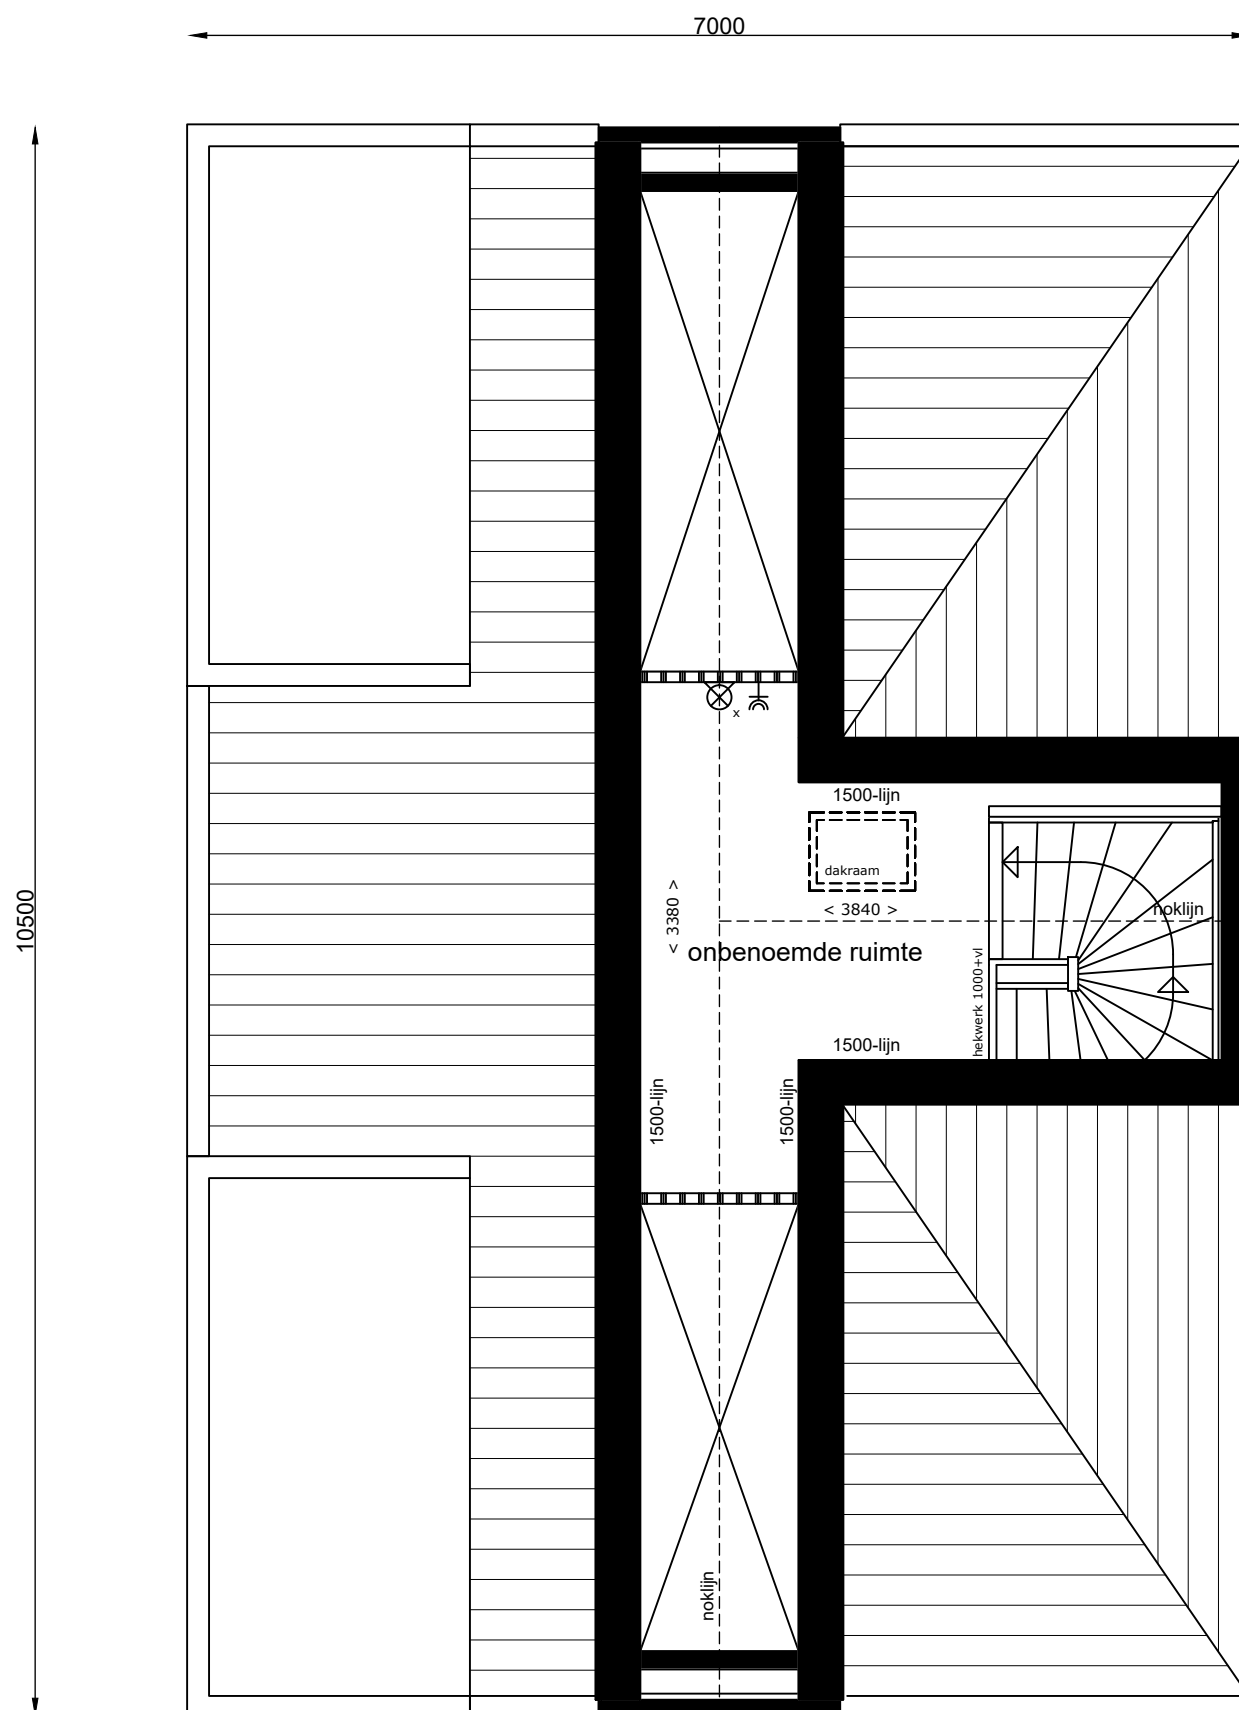 7000
10500
x
1500-lijn
dakraam
< 3380 >
< 3840 >
noklijn
onbenoemde ruimte
hekwerk 1000+vl
1500-lijn
1500-lijn
1500-lijn
noklijn